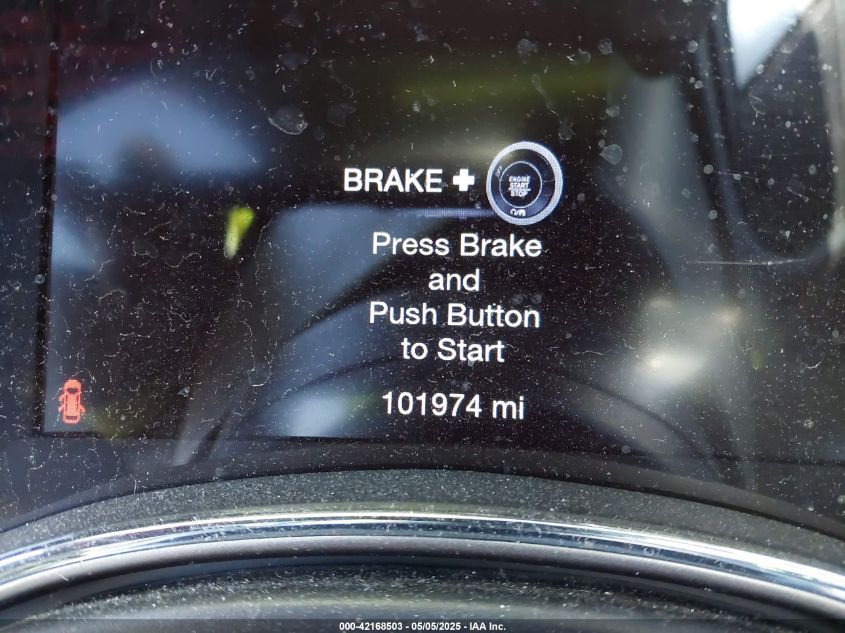 BRAKE +
ENGINE
START
STOP
Press Brake
and
Push Button
to Start
101974 mi
000-42168503 - 05/05/2025 - IAA Inc.